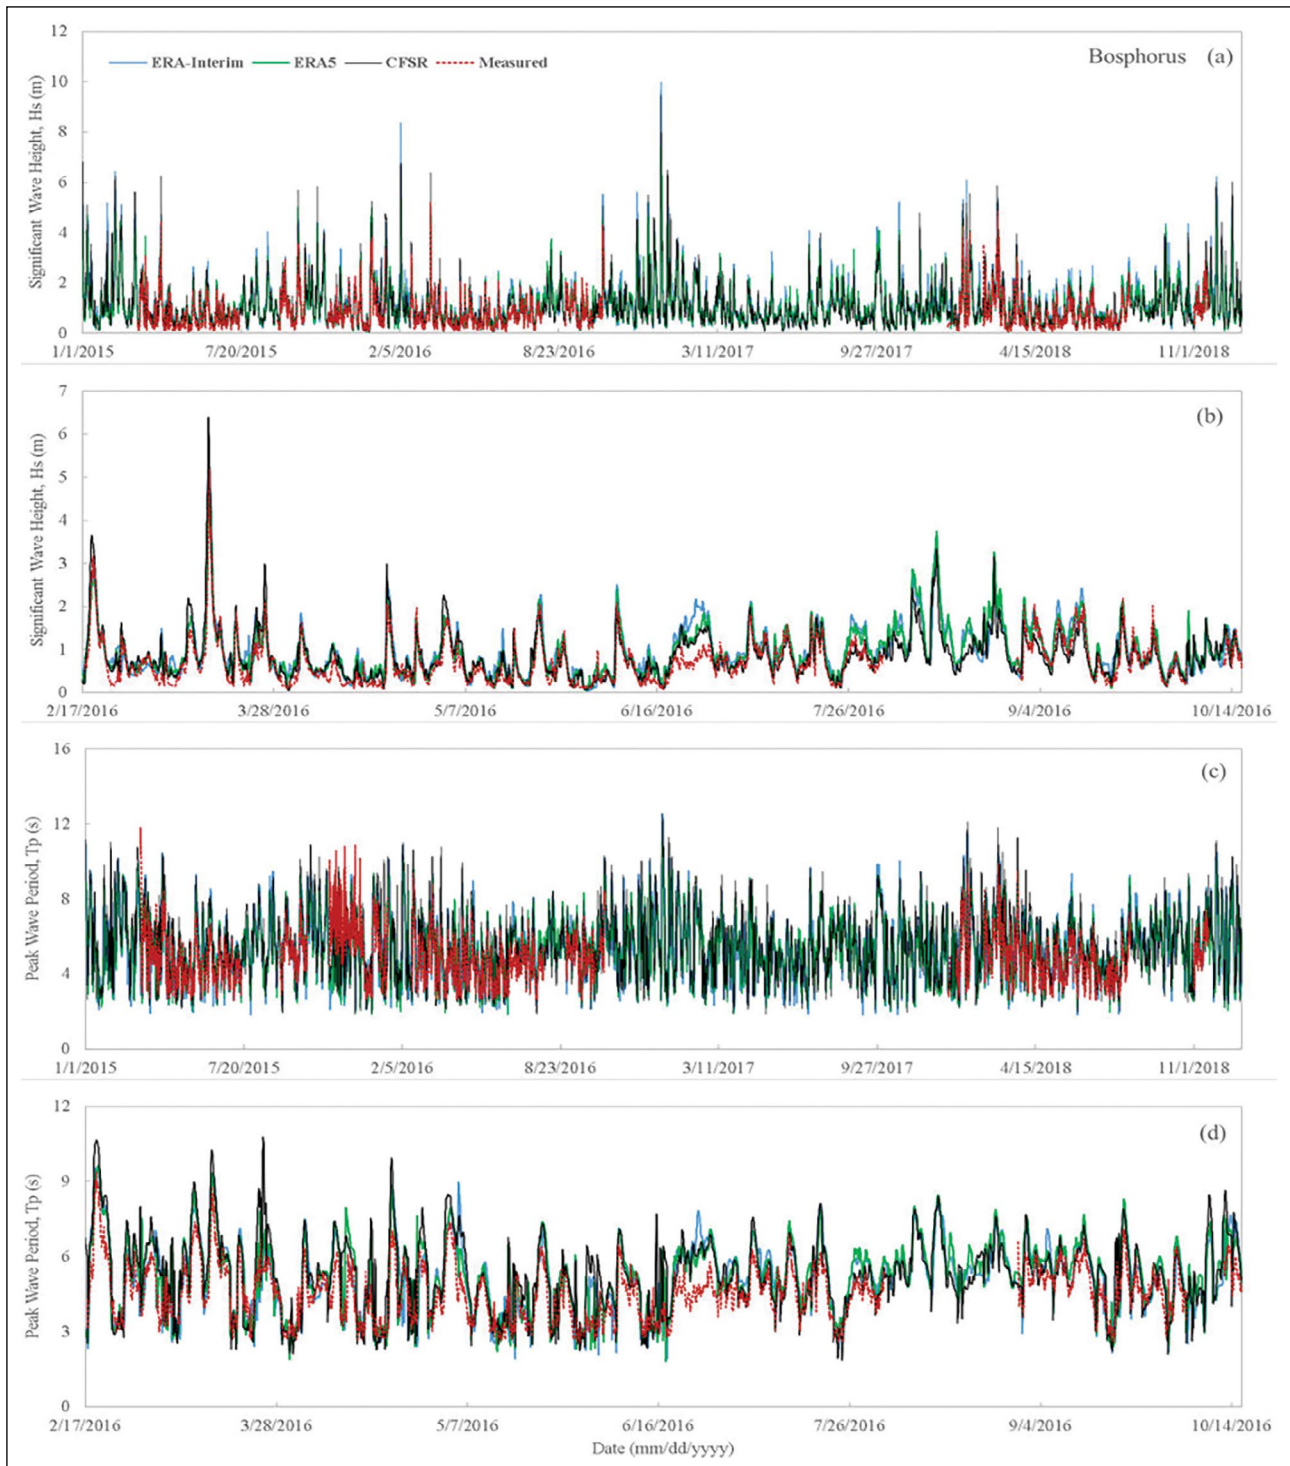 12
ERA-Interim ERA5 CFSR Measured Bosphorus (a)
10
8
6
4
2
0
Significant Wave Height, Hs (m)
1/1/2015 7/20/2015 2/5/2016 8/23/2016 3/11/2017 9/27/2017 4/15/2018 11/1/2018
7
(b)
6
5
4
3
2
1
0
Significant Wave Height, Hs (m)
2/17/2016 3/28/2016 5/7/2016 6/16/2016 7/26/2016 9/4/2016 10/14/2016
16
(c)
12
8
4
0
Peak Wave Period, Tp (s)
1/1/2015 7/20/2015 2/5/2016 8/23/2016 3/11/2017 9/27/2017 4/15/2018 11/1/2018
12
(d)
9
6
3
0
Peak Wave Period, Tp (s)
2/17/2016 3/28/2016 5/7/2016 6/16/2016 7/26/2016 9/4/2016 10/14/2016
Date (mm/dd/yyyy)